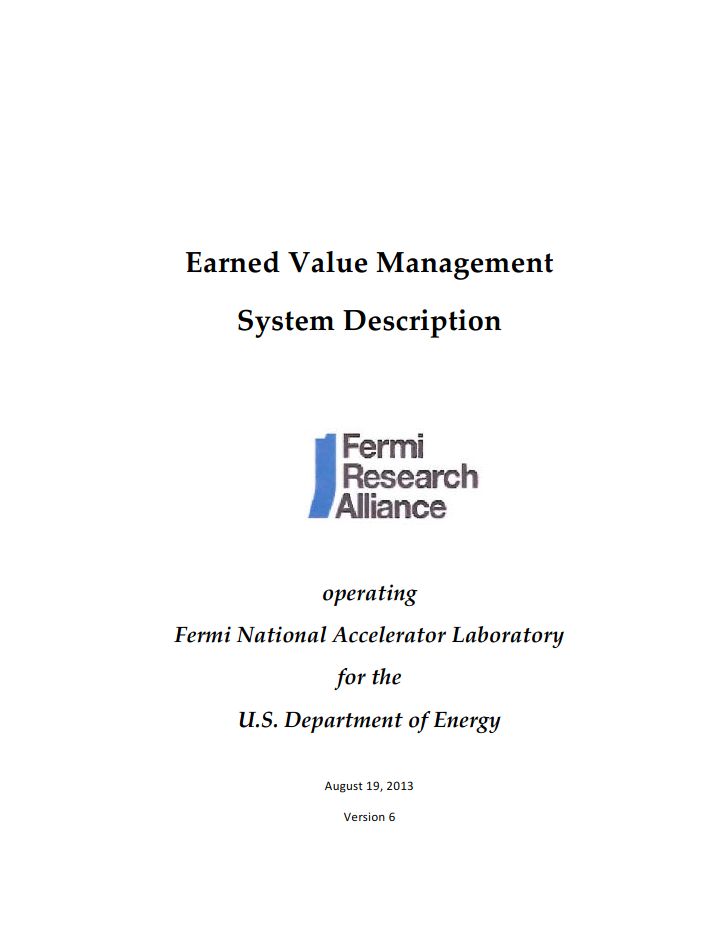 Earned Value Management
System Description
Fermi
Research
Alliance
operating
Fermi National Accelerator Laboratory
for the
U.S. Department of Energy
August 19, 2013
Version 6